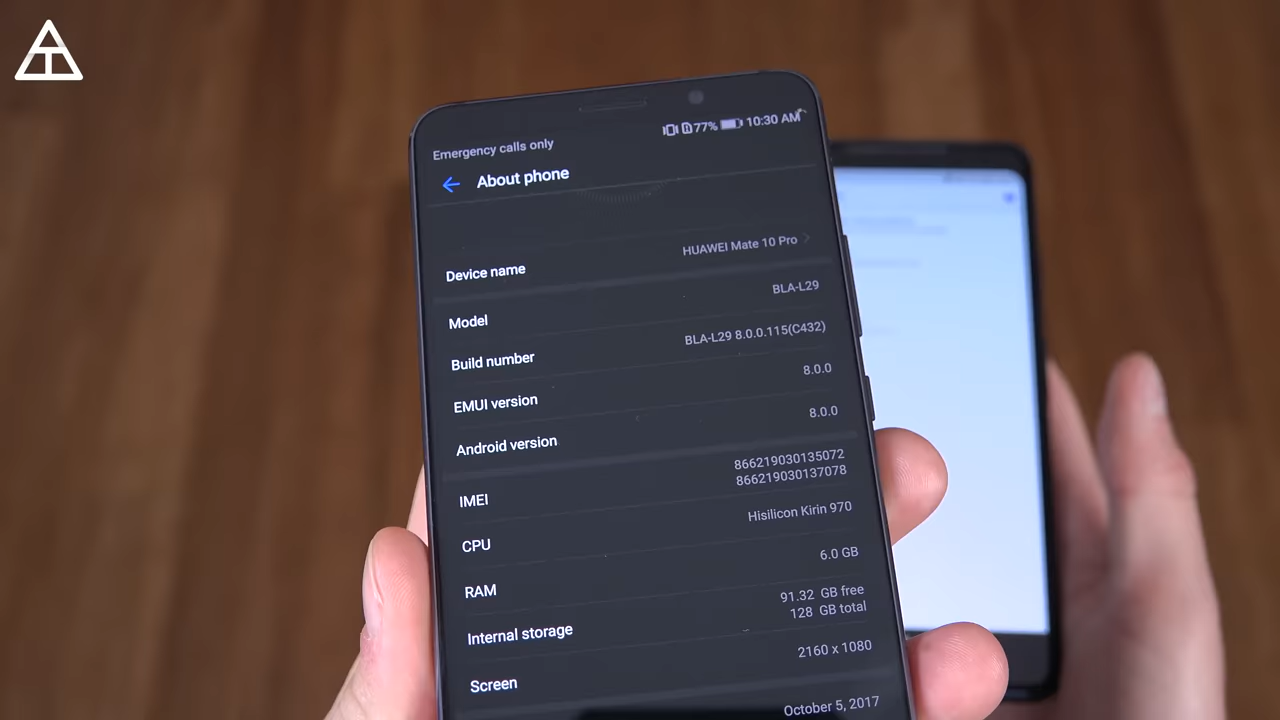 77% 10:30 AM
Emergency calls only
About phone
Device name HUAWEI Mate 10 Pro
Model BLA-L29
Build number BLA-L29 8.0.0.115(C432)
EMUI version 8.0.0
Android version 8.0.0
IMEI 866219030135072
866219030137078
CPU Hisilicon Kirin 970
RAM 6.0 GB
Internal storage 91.32 GB free
128 GB total
Screen 2160 x 1080
October 5, 2017